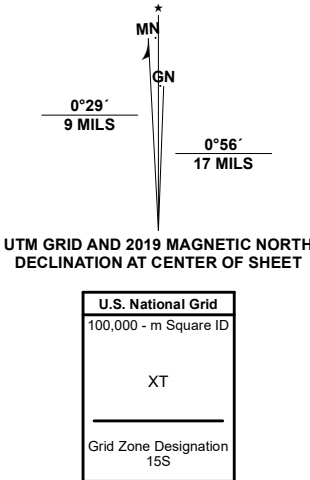 ★
MN
GN
0°29´
9 MILS
0°56´
17 MILS
UTM GRID AND 2019 MAGNETIC NORTH
DECLINATION AT CENTER OF SHEET
U.S. National Grid
100,000 - m Square ID
XT
Grid Zone Designation
15S